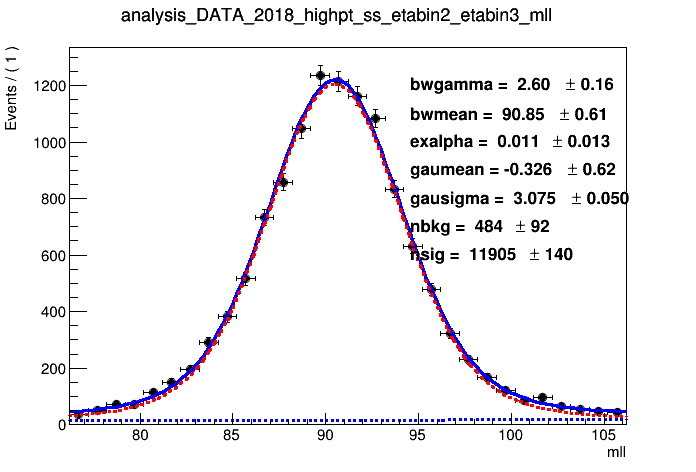 analysis_DATA_2018_highpt_ss_etabin2_etabin3_mll
Events / ( 1 )
1200
1000
800
600
400
200
0
bwgamma = 2.60 ± 0.16
bwmean = 90.85 ± 0.61
exalpha = 0.011 ± 0.013
gaumean = -0.326 ± 0.62
gausigma = 3.075 ± 0.050
nbkg = 484 ± 92
nsig = 11905 ± 140
80 85 90 95 100 105
mll